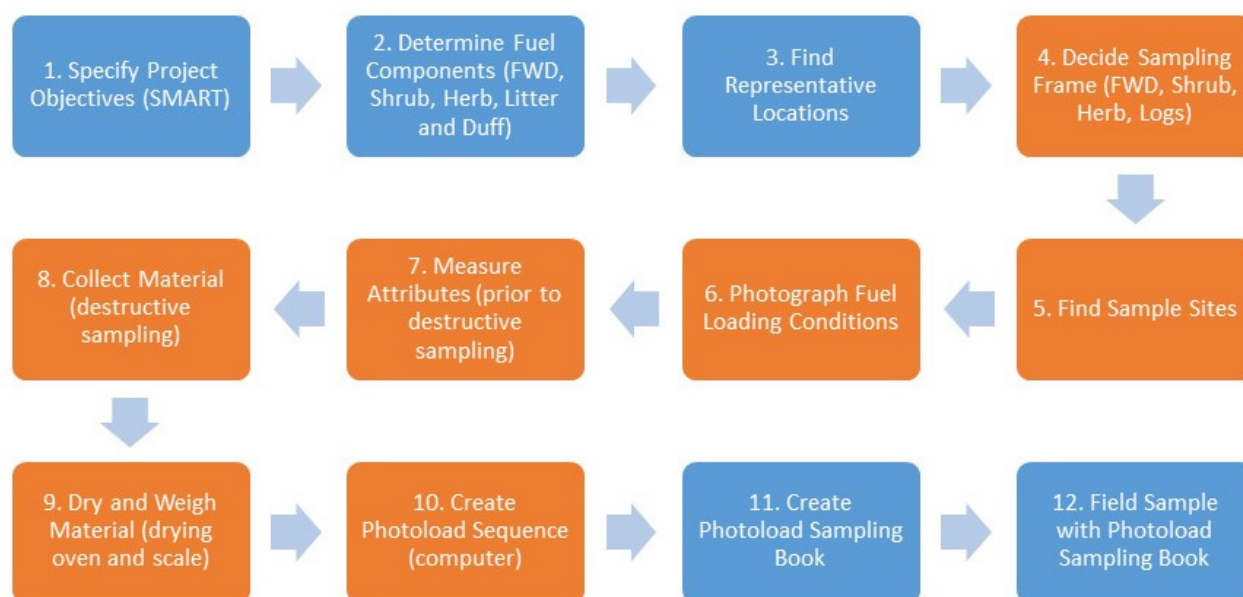 1. Specify Project
Objectives (SMART)
2. Determine Fuel
Components (FWD,
Shrub, Herb, Litter
and Duff)
3. Find
Representative
Locations
4. Decide Sampling
Frame (FWD, Shrub,
Herb, Logs)
5. Find Sample Sites
6. Photograph Fuel
Loading Conditions
7. Measure
Attributes (prior to
destructive
sampling)
8. Collect Material
(destructive
sampling)
9. Dry and Weigh
Material (drying
oven and scale)
10. Create
Photoload Sequence
(computer)
11. Create
Photoload Sampling
Book
12. Field Sample
with Photoload
Sampling Book